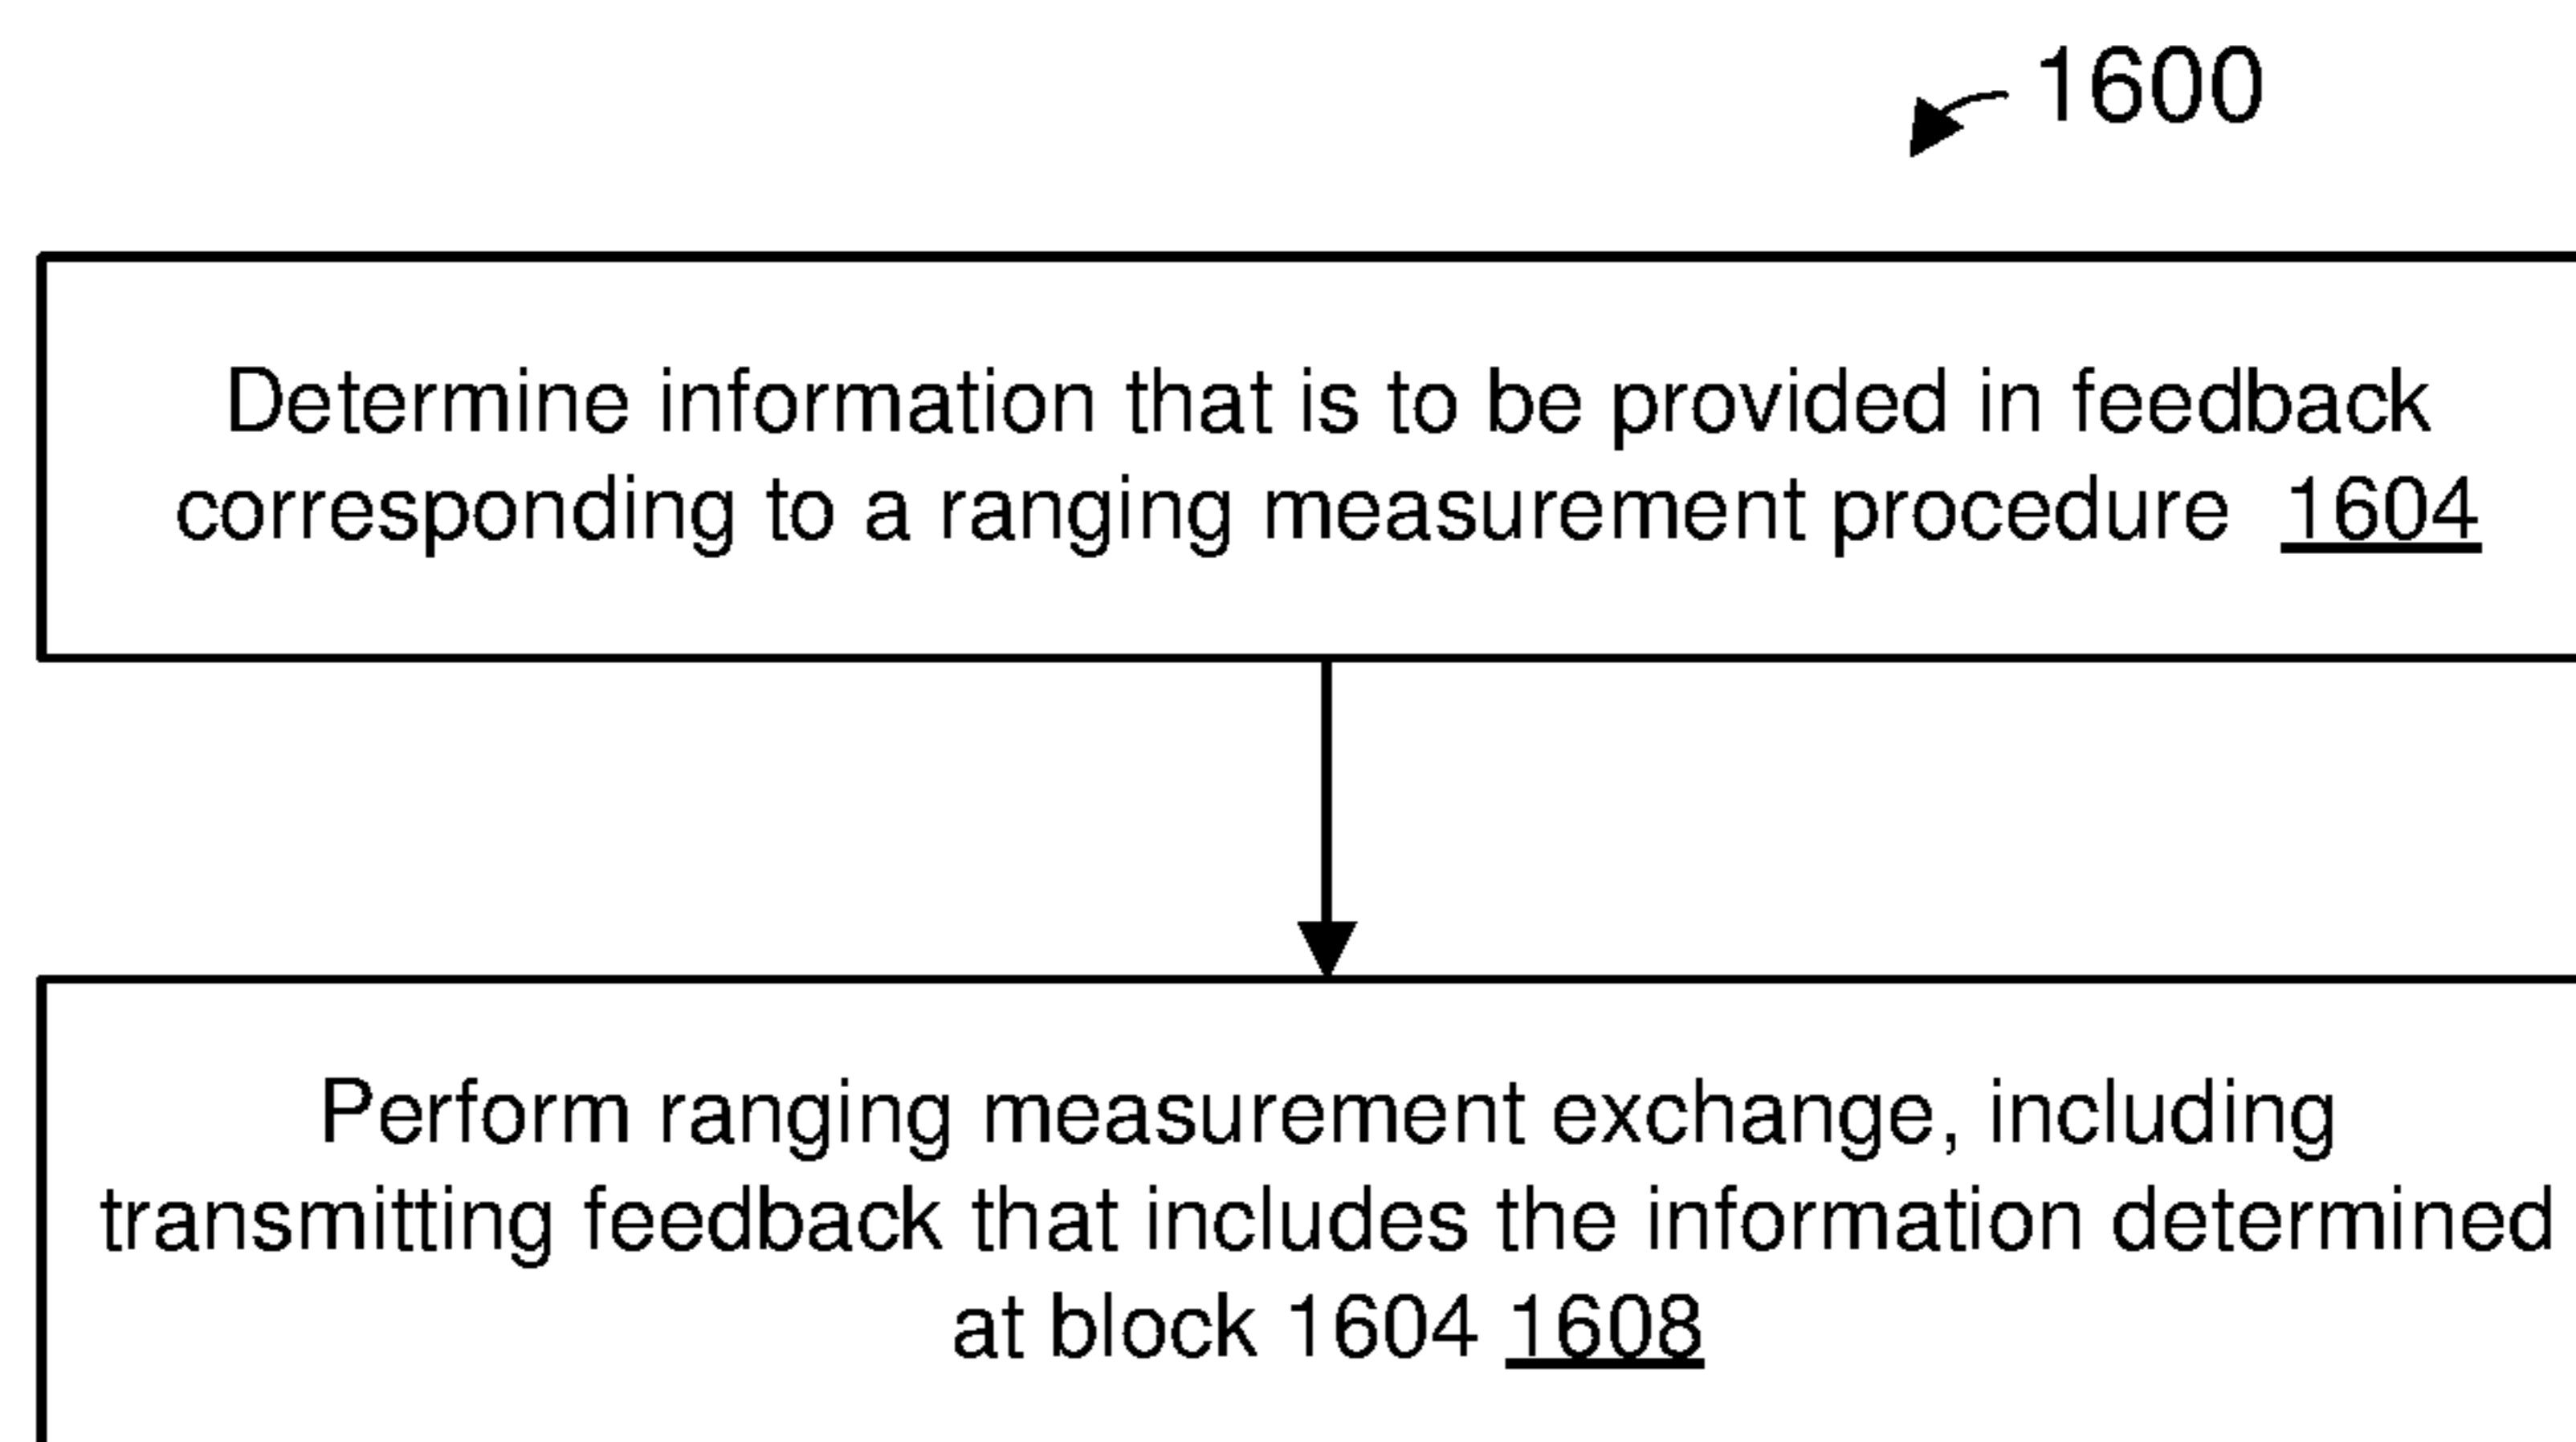 1600
Determine information that is to be provided in feedback
corresponding to a ranging measurement procedure 1604
Perform ranging measurement exchange, including
transmitting feedback that includes the information determined
at block 1604 1608